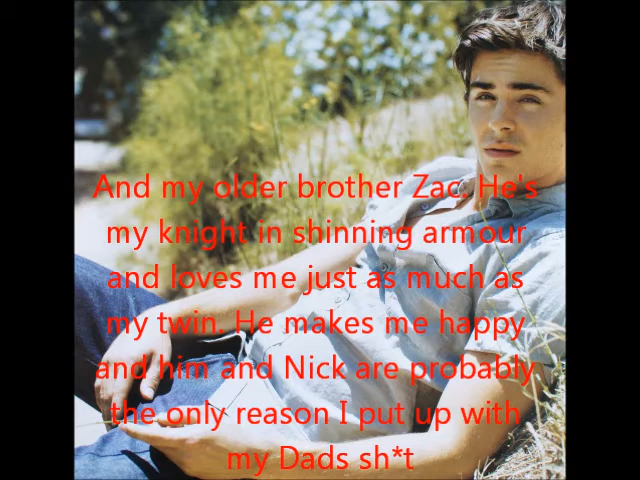 And my older brother Zac. He's
my knight in shinning armour
and loves me just as much as
my twin. He makes me happy
and him and Nick are probably
the only reason I put up with
my Dads sh*t